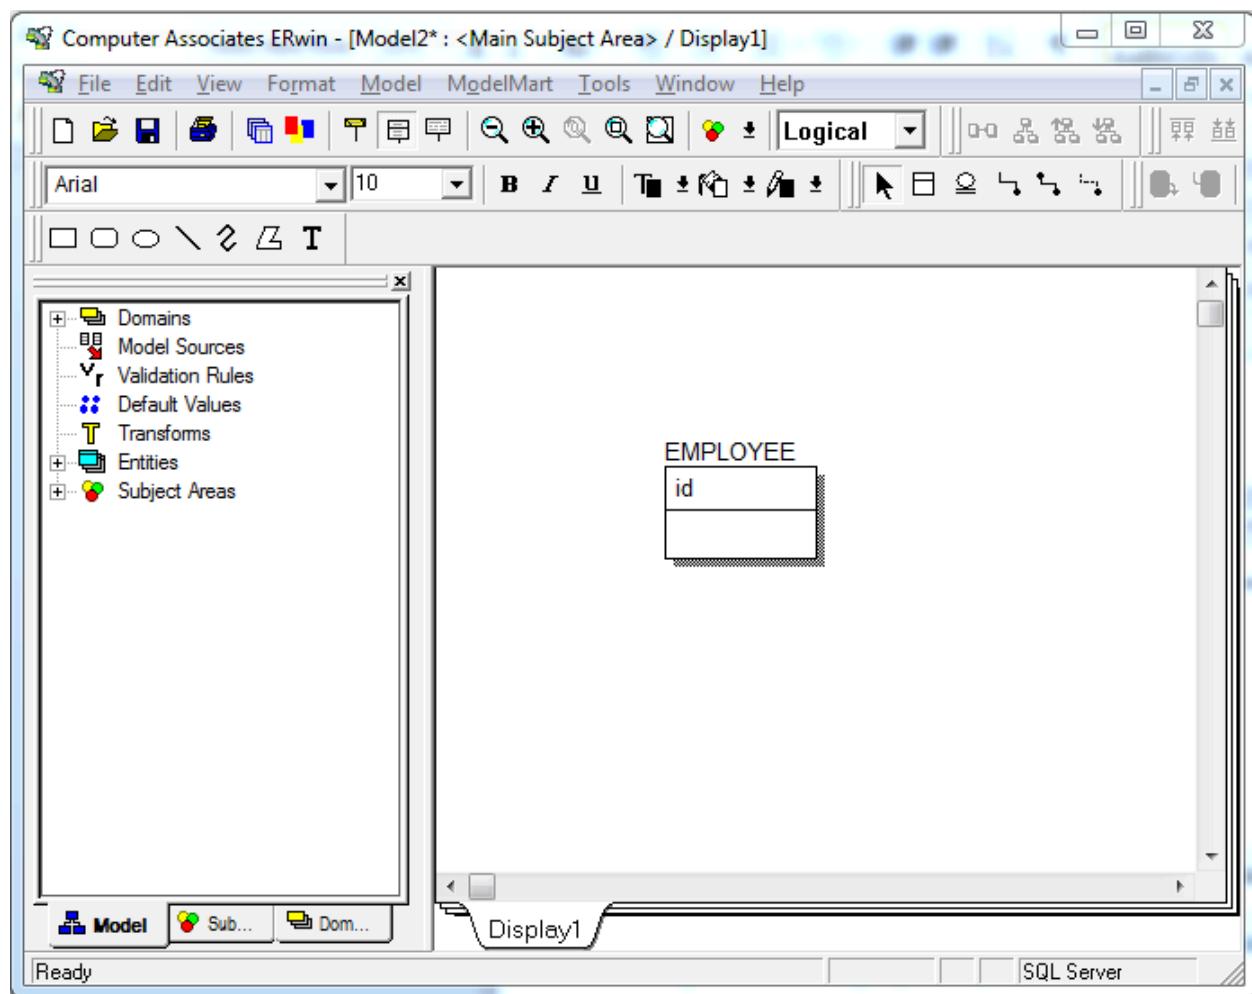 Computer Associates ERwin - [Model2* : <Main Subject Area> / Display1]
File Edit View Format Model ModelMart Tools Window Help
Logical
Arial 10 B I U T
T
Domains
Model Sources
Validation Rules
Default Values
Transforms
Entities
Subject Areas
EMPLOYEE
id
Model Sub... Dom...
Display1
Ready SQL Server